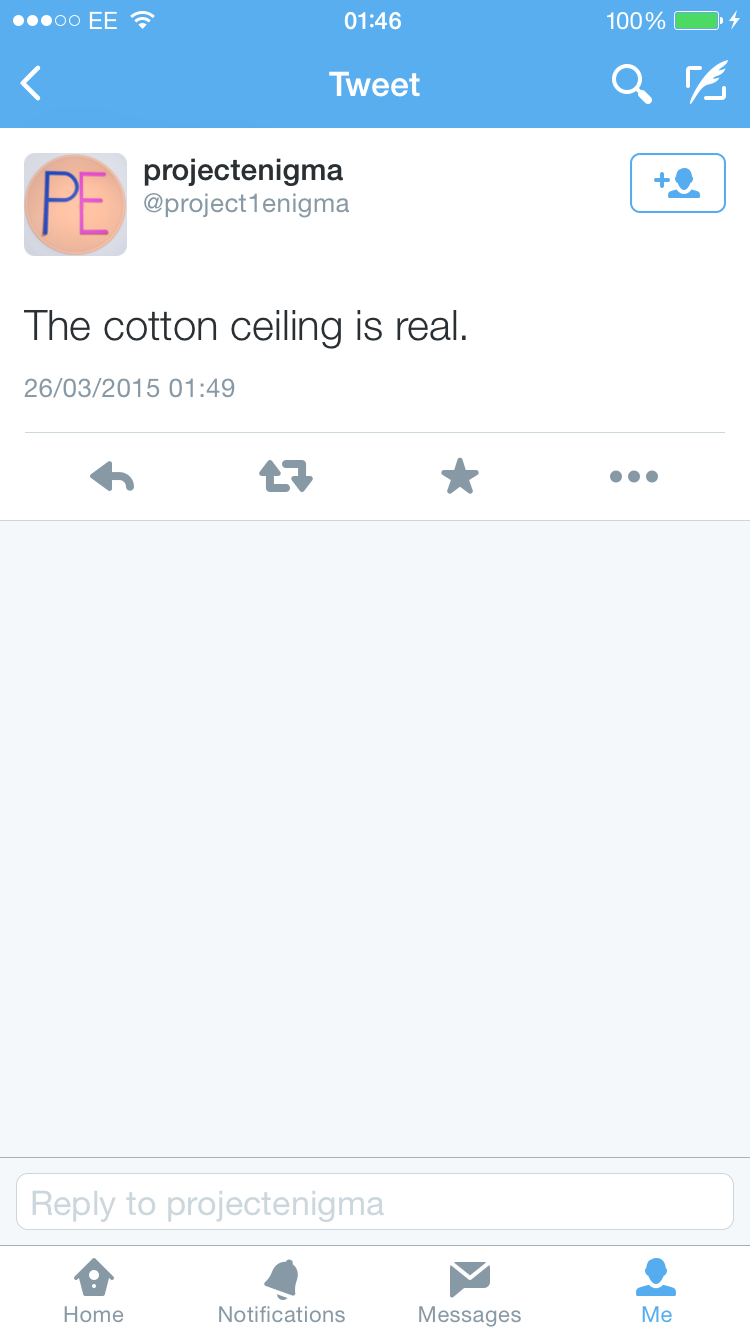 EE 01:46 100%
Tweet
PE
projectenigma
@project1enigma
The cotton ceiling is real.
26/03/2015 01:49
Reply to projectenigma
Home Notifications Messages Me